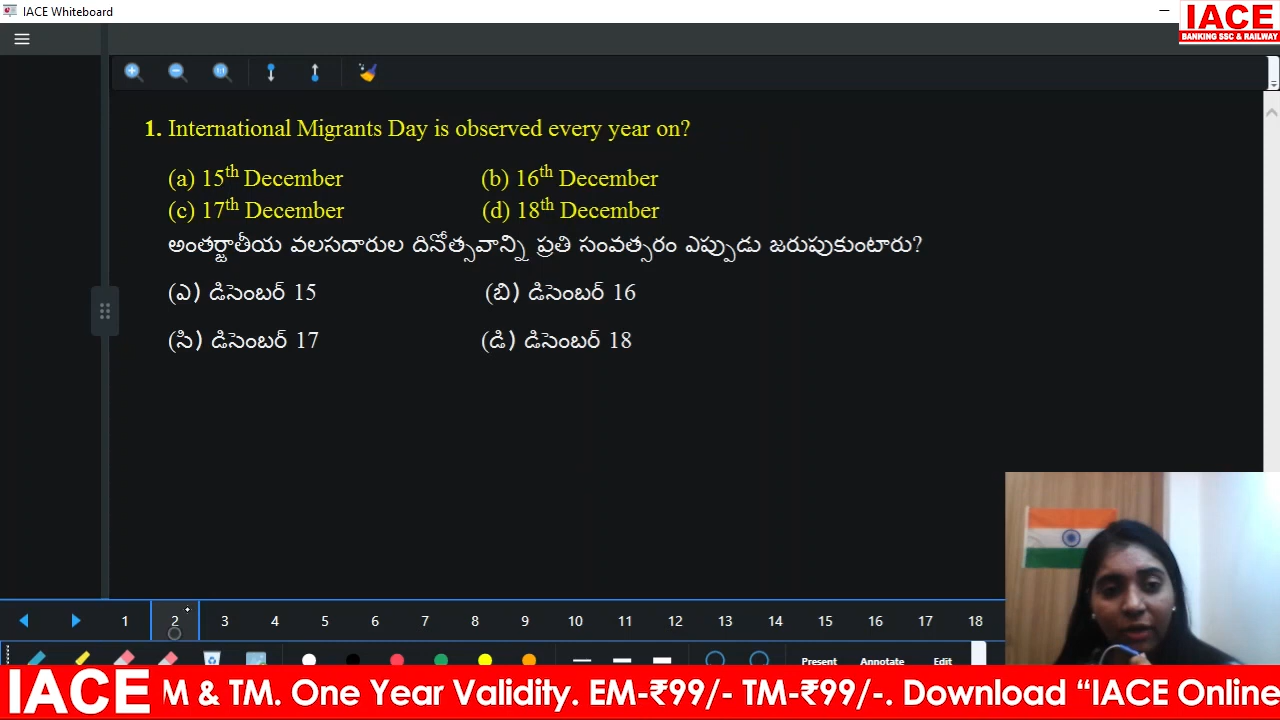 IACE Whiteboard
IACE
BANKING SSC & RAILWAY
1. International Migrants Day is observed every year on?
(a) 15th December (b) 16th December
(c) 17th December (d) 18th December
అంతర్జాతీయ వలసదారుల దినోత్సవాన్ని ప్రతి సంవత్సరం ఎప్పుడు జరుపుకుంటారు?
(ఎ) డిసెంబర్ 15 (బి) డిసెంబర్ 16
(సి) డిసెంబర్ 17 (డి) డిసెంబర్ 18
1 2 3 4 5 6 7 8 9 10 11 12 13 14 15 16 17 18
Present Annotate Edit
IACE M & TM. One Year Validity. EM-₹99/- TM-₹99/-. Download “IACE Online